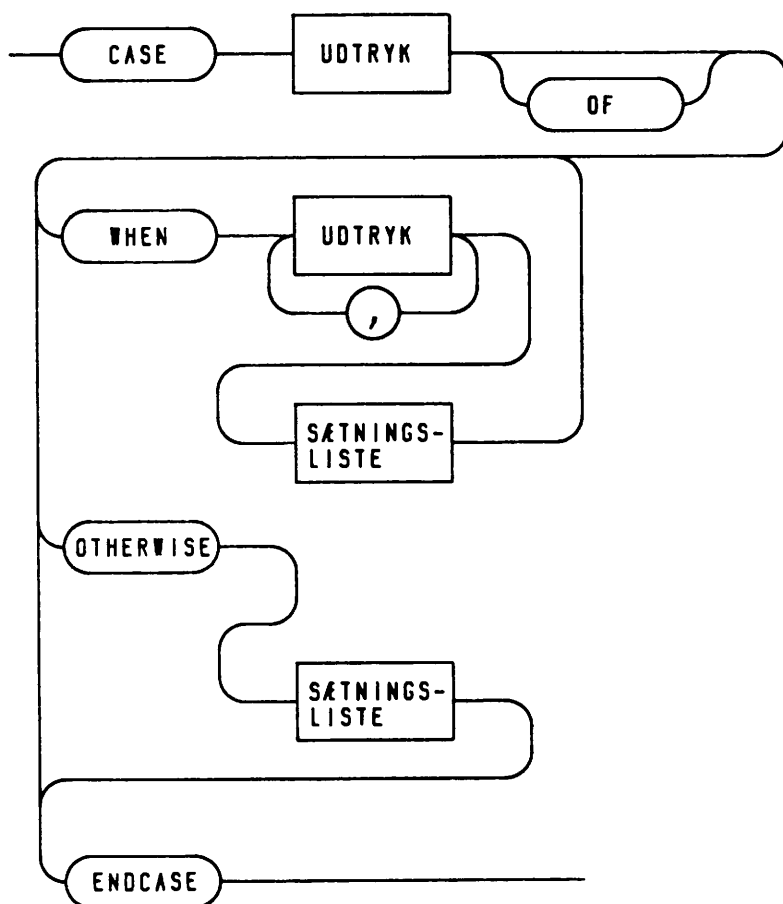 CASE UDTRYK
OF
WHEN UDTRYK
,
SÆTNINGS-
LISTE
OTHERWISE
SÆTNINGS-
LISTE
ENDCASE